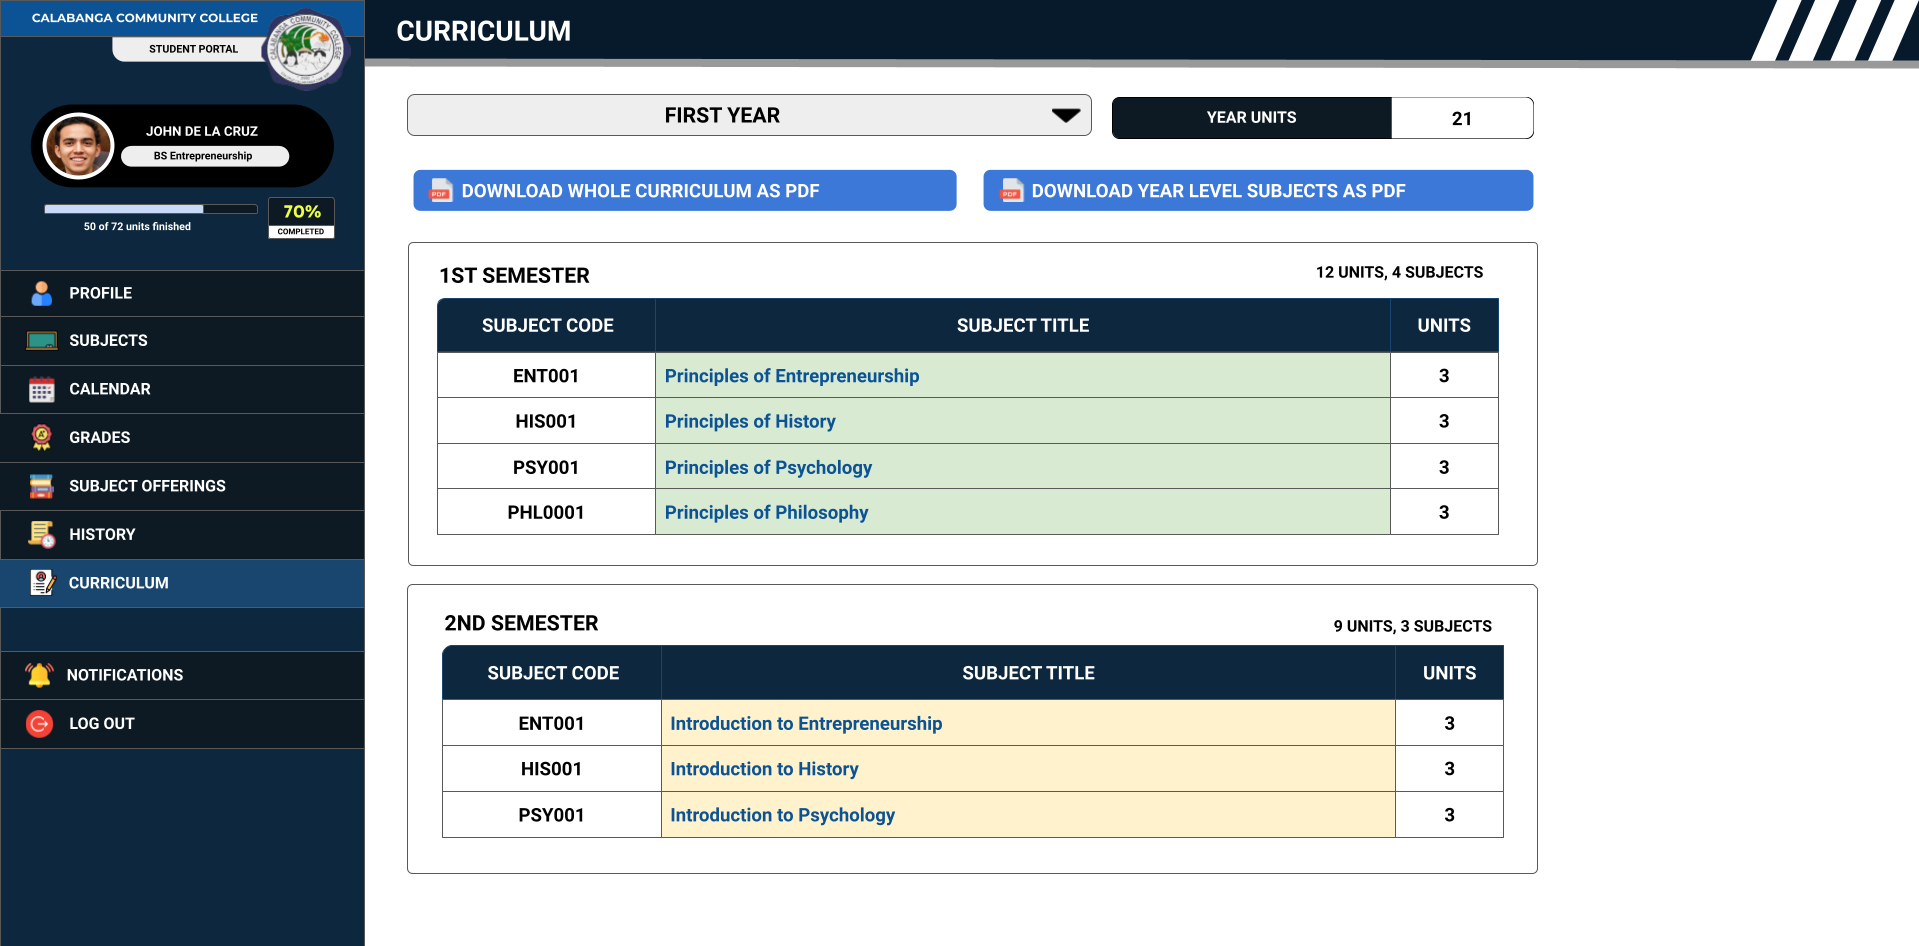 CALABANGA COMMUNITY COLLEGE
STUDENT PORTAL
JOHN DE LA CRUZ
BS Entrepreneurship
50 of 72 units finished
70%
COMPLETED
PROFILE
SUBJECTS
CALENDAR
GRADES
SUBJECT OFFERINGS
HISTORY
CURRICULUM
NOTIFICATIONS
LOG OUT
CURRICULUM
FIRST YEAR
YEAR UNITS 21
PDF DOWNLOAD WHOLE CURRICULUM AS PDF
PDF DOWNLOAD YEAR LEVEL SUBJECTS AS PDF
1ST SEMESTER
12 UNITS, 4 SUBJECTS
SUBJECT CODE SUBJECT TITLE UNITS
ENT001 Principles of Entrepreneurship 3
HIS001 Principles of History 3
PSY001 Principles of Psychology 3
PHL0001 Principles of Philosophy 3
2ND SEMESTER
9 UNITS, 3 SUBJECTS
SUBJECT CODE SUBJECT TITLE UNITS
ENT001 Introduction to Entrepreneurship 3
HIS001 Introduction to History 3
PSY001 Introduction to Psychology 3